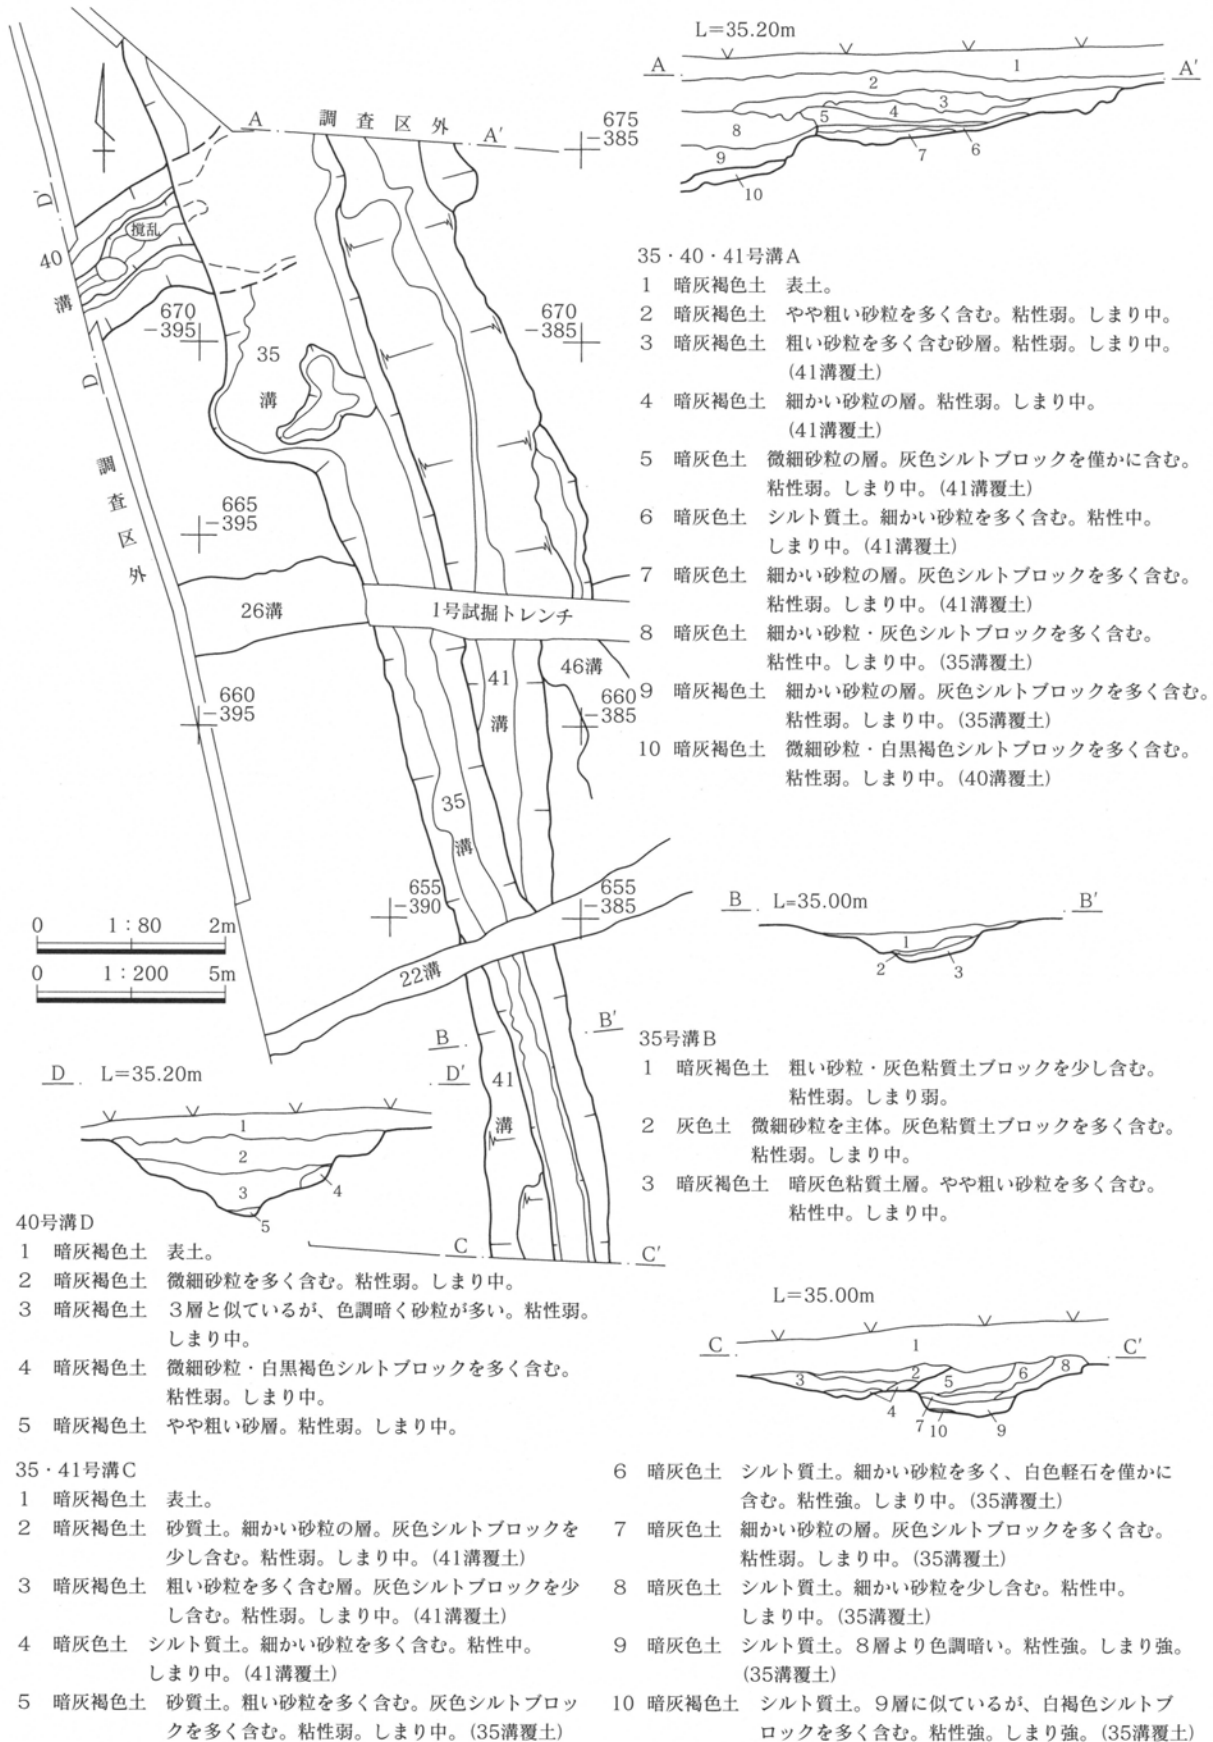 A 調査区外 A'
675
-385
D'
40
溝
攪乱
670
-395
670
-385
35
溝
D
調
査
区
外
665
-395
26溝
1号試掘トレンチ
41
溝
46溝
660
-385
660
-395
35
溝
655
-390
655
-385
22溝
0 1：80 2m
0 1：200 5m
B B'
41
溝
C C'
L=35.20m
A A'
1
2
3
4
5
8
9
7
6
10
35・40・41号溝A
1 暗灰褐色土 表土。
2 暗灰褐色土 やや粗い砂粒を多く含む。粘性弱。しまり中。
3 暗灰褐色土 粗い砂粒を多く含む砂層。粘性弱。しまり中。
(41溝覆土)
4 暗灰褐色土 細かい砂粒の層。粘性弱。しまり中。
(41溝覆土)
5 暗灰色土 微細砂粒の層。灰色シルトブロックを僅かに含む。
粘性弱。しまり中。(41溝覆土)
6 暗灰色土 シルト質土。細かい砂粒を多く含む。粘性中。
しまり中。(41溝覆土)
7 暗灰色土 細かい砂粒の層。灰色シルトブロックを多く含む。
粘性弱。しまり中。(41溝覆土)
8 暗灰色土 細かい砂粒・灰色シルトブロックを多く含む。
粘性中。しまり中。(35溝覆土)
9 暗灰褐色土 細かい砂粒の層。灰色シルトブロックを多く含む。
粘性弱。しまり中。(35溝覆土)
10 暗灰褐色土 微細砂粒・白黒褐色シルトブロックを多く含む。
粘性弱。しまり中。(40溝覆土)
B L=35.00m B'
1
2
3
35号溝B
1 暗灰褐色土 粗い砂粒・灰色粘質土ブロックを少し含む。
粘性弱。しまり弱。
2 灰色土 微細砂粒を主体。灰色粘質土ブロックを多く含む。
粘性弱。しまり中。
3 暗灰褐色土 暗灰色粘質土層。やや粗い砂粒を多く含む。
粘性中。しまり中。
D L=35.20m D'
1
2
3
4
5
40号溝D
1 暗灰褐色土 表土。
2 暗灰褐色土 微細砂粒を多く含む。粘性弱。しまり中。
3 暗灰褐色土 3層と似ているが、色調暗く砂粒が多い。粘性弱。
しまり中。
4 暗灰褐色土 微細砂粒・白黒褐色シルトブロックを多く含む。
粘性弱。しまり中。
5 暗灰褐色土 やや粗い砂層。粘性弱。しまり中。
L=35.00m
C C'
1
3
2
5
6
8
4
7
10
9
35・41号溝C
1 暗灰褐色土 表土。
2 暗灰褐色土 砂質土。細かい砂粒の層。灰色シルトブロックを
少し含む。粘性弱。しまり中。(41溝覆土)
3 暗灰褐色土 粗い砂粒を多く含む層。灰色シルトブロックを少
し含む。粘性弱。しまり中。(41溝覆土)
4 暗灰色土 シルト質土。細かい砂粒を多く含む。粘性中。
しまり中。(41溝覆土)
5 暗灰褐色土 砂質土。粗い砂粒を多く含む。灰色シルトブロッ
クを多く含む。粘性弱。しまり中。(35溝覆土)
6 暗灰色土 シルト質土。細かい砂粒を多く、白色軽石を僅かに
含む。粘性強。しまり中。(35溝覆土)
7 暗灰色土 細かい砂粒の層。灰色シルトブロックを多く含む。
粘性弱。しまり中。(35溝覆土)
8 暗灰色土 シルト質土。細かい砂粒を少し含む。粘性中。
しまり中。(35溝覆土)
9 暗灰色土 シルト質土。8層より色調暗い。粘性強。しまり強。
(35溝覆土)
10 暗灰褐色土 シルト質土。9層に似ているが、白褐色シルトブ
ロックを多く含む。粘性強。しまり強。(35溝覆土)